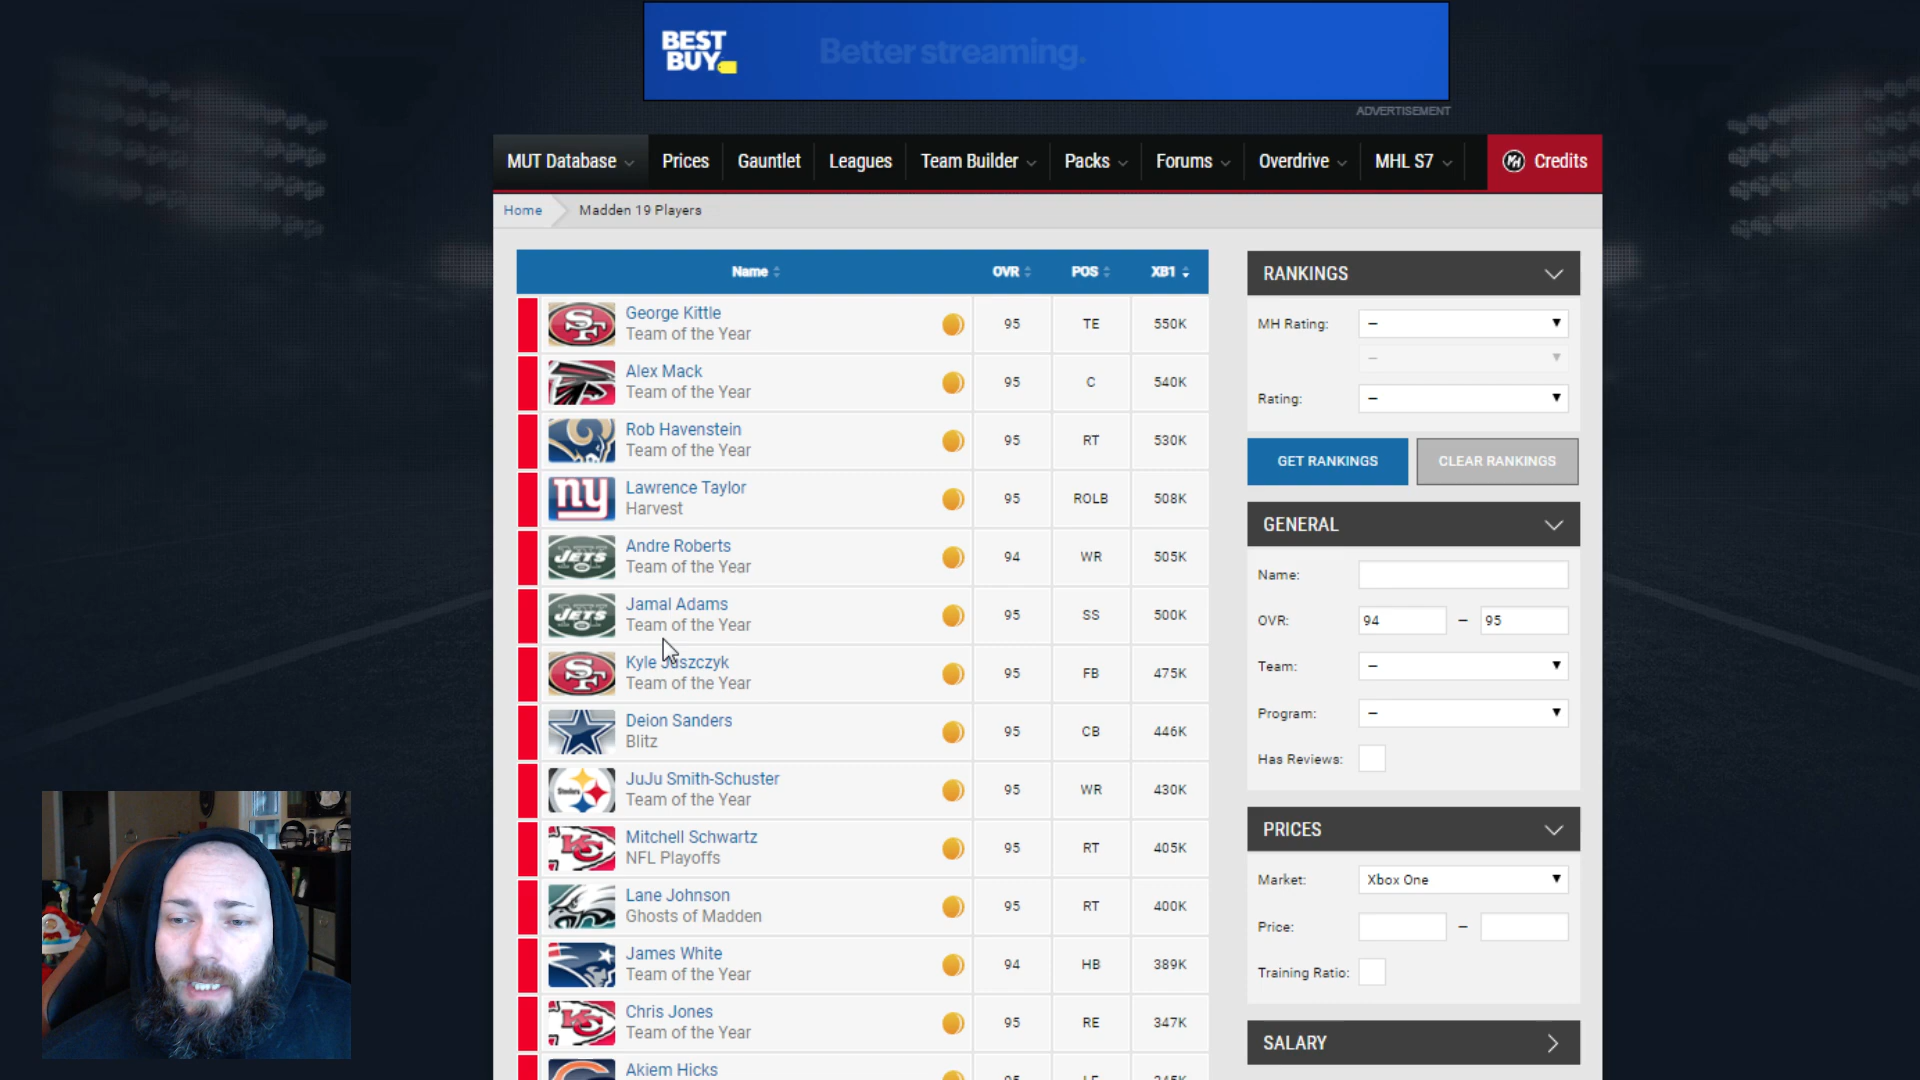 BEST
BUY
Better streaming.
ADVERTISEMENT
MUT Database Prices Gauntlet Leagues Team Builder Packs Forums Overdrive MHL S7 Credits
Home Madden 19 Players
Name OVR POS XB1
George Kittle
Team of the Year
95 TE 550K
Alex Mack
Team of the Year
95 C 540K
Rob Havenstein
Team of the Year
95 RT 530K
ny
Lawrence Taylor
Harvest
95 ROLB 508K
JETS
Andre Roberts
Team of the Year
94 WR 505K
JETS
Jamal Adams
Team of the Year
95 SS 500K
Kyle Juszczyk
Team of the Year
95 FB 475K
Deion Sanders
Blitz
95 CB 446K
Steelers
JuJu Smith-Schuster
Team of the Year
95 WR 430K
Mitchell Schwartz
NFL Playoffs
95 RT 405K
Lane Johnson
Ghosts of Madden
95 RT 400K
James White
Team of the Year
94 HB 389K
Chris Jones
Team of the Year
95 RE 347K
Akiem Hicks
RANKINGS
MH Rating: –
–
Rating: –
GET RANKINGS CLEAR RANKINGS
GENERAL
Name:
OVR: 94 – 95
Team: –
Program: –
Has Reviews:
PRICES
Market: Xbox One
Price: –
Training Ratio:
SALARY